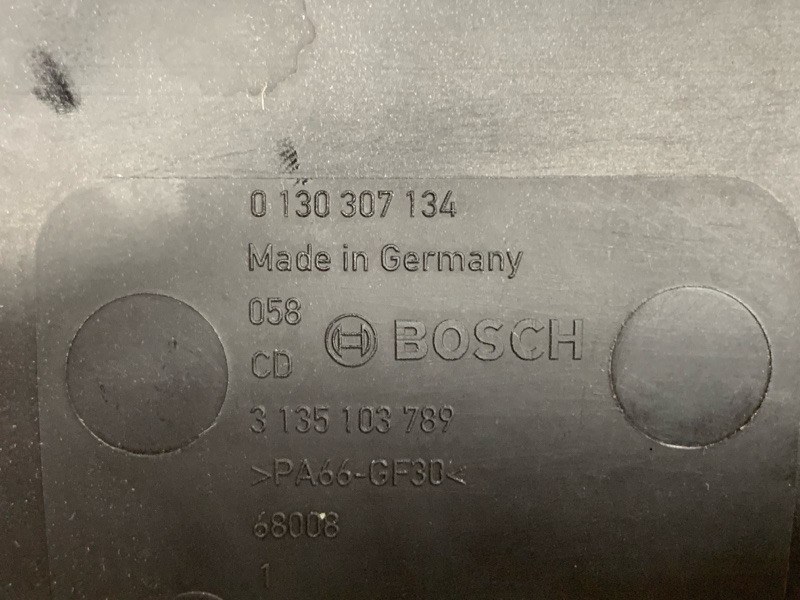 0 130 307 134
Made in Germany
058
BOSCH
CD
3 135 103 789
>PA66-GF30<
68008
1